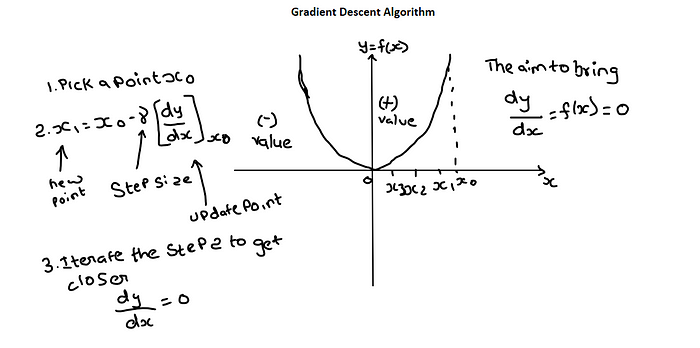 Gradient Descent Algorithm
1. Pick a point x0
2. x1 = x0 - γ [dy/dx]x0
new point
Step size
update point
3. Iterate the step 2 to get
closer
dy/dx = 0
y=f(x)
(-)
value
(+)
value
0 x3 x2 x1 x0 x
The aim to bring
dy/dx = f(x) = 0